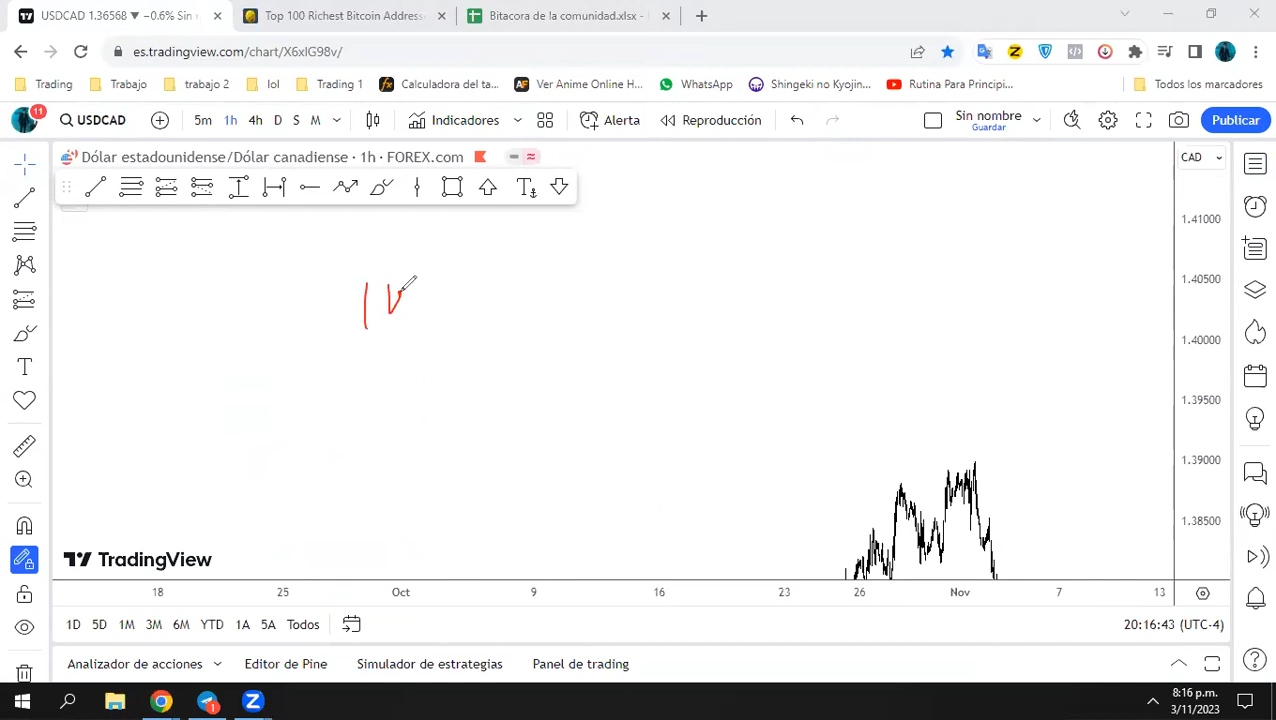 USDCAD 1.36568 ▼ −0.6% Sin r
Top 100 Richest Bitcoin Address
Bitacora de la comunidad.xlsx -
es.tradingview.com/chart/X6xIG98v/
Trading
Trabajo
trabajo 2
lol
Trading 1
Calculadora del ta...
Ver Anime Online H...
WhatsApp
Shingeki no Kyojin...
Rutina Para Principi...
Todos los marcadores
11
USDCAD
5m 1h 4h D S M
Indicadores
Alerta
Reproducción
Sin nombre
Guardar
Publicar
Dólar estadounidense/Dólar canadiense · 1h · FOREX.com
CAD
1.41000
1.40500
1.40000
1.39500
1.39000
1.38500
TradingView
18 25 Oct 9 16 23 26 Nov 7 13
1D 5D 1M 3M 6M YTD 1A 5A Todos
20:16:43 (UTC-4)
Analizador de acciones
Editor de Pine
Simulador de estrategias
Panel de trading
1
8:16 p.m.
3/11/2023